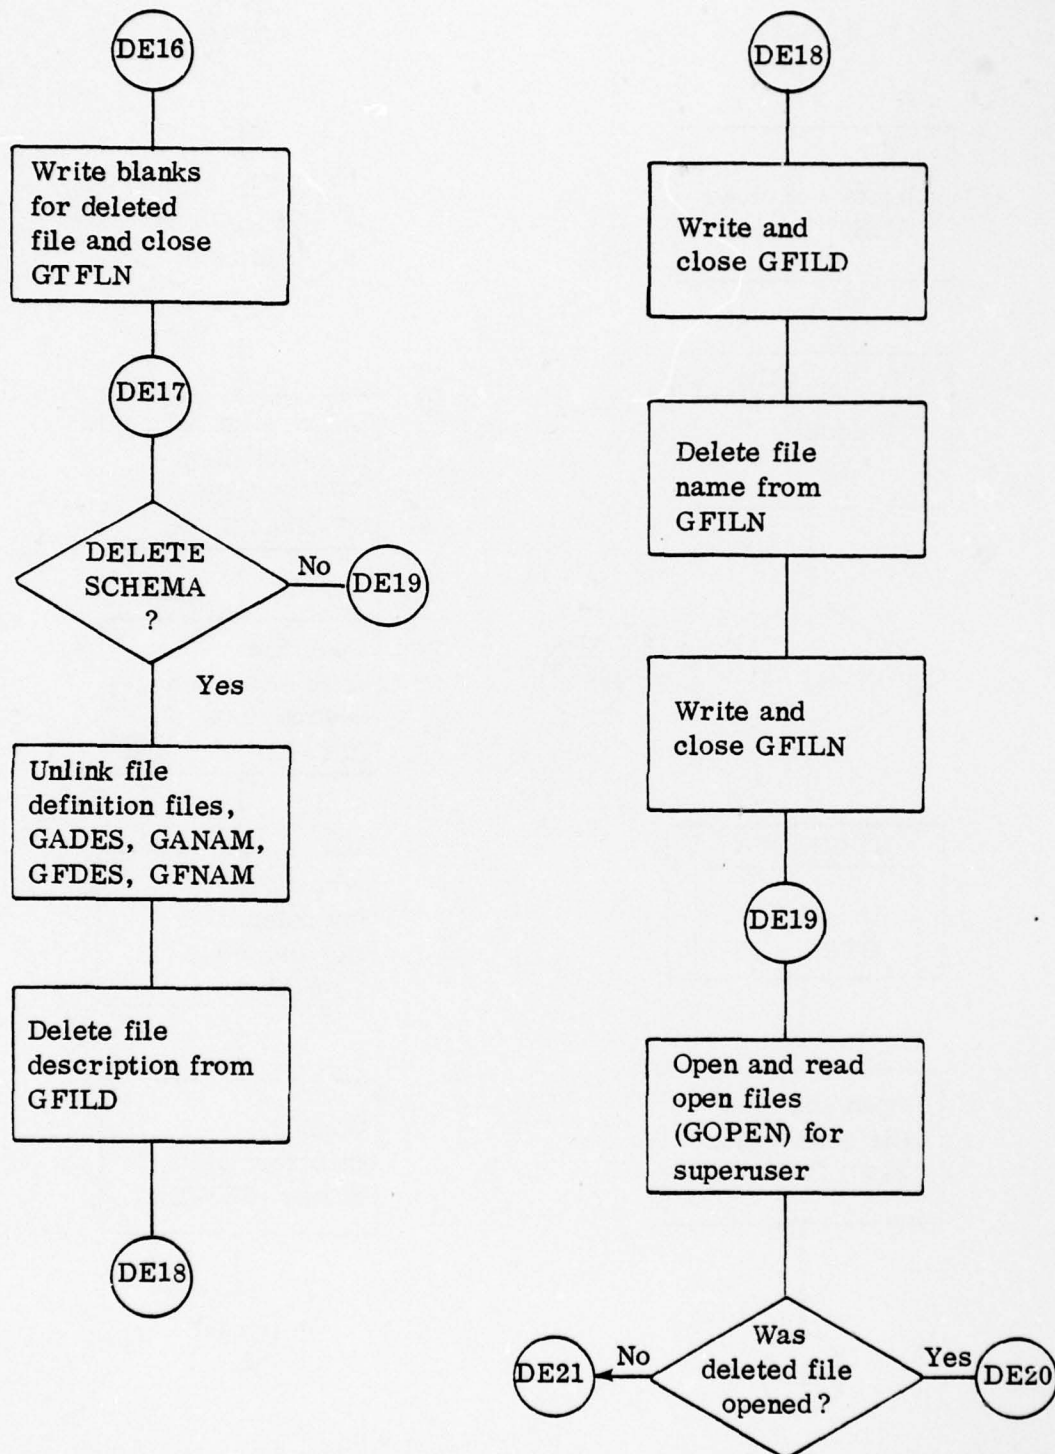 DE16
Write blanks
for deleted
file and close
GTFLN
DE17
DELETE
SCHEMA
?
No
DE19
Yes
Unlink file
definition files,
GADES, GANAM,
GFDES, GFNAM
Delete file
description from
GFILD
DE18
DE18
Write and
close GFILD
Delete file
name from
GFILN
Write and
close GFILN
DE19
Open and read
open files
(GOPEN) for
superuser
Was
deleted file
opened?
No
DE21
Yes
DE20